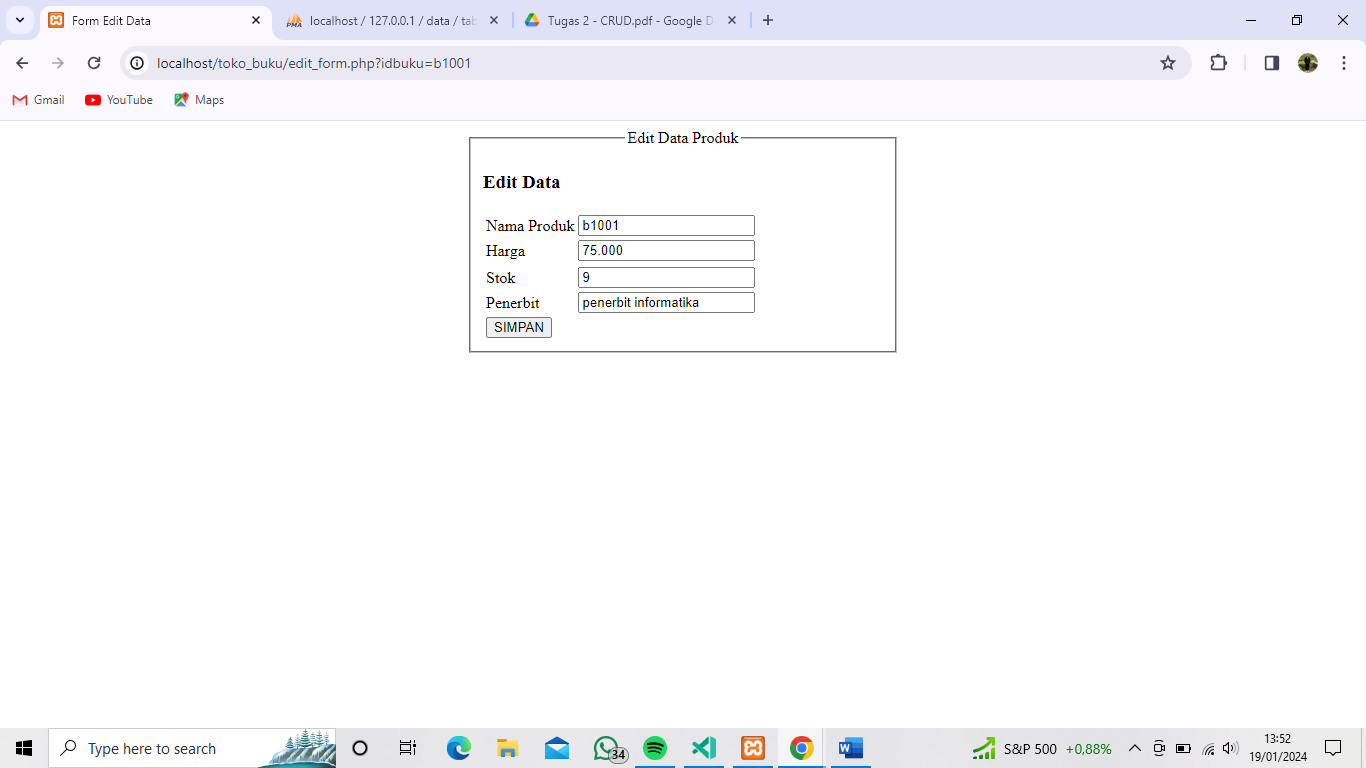 Form Edit Data
localhost / 127.0.0.1 / data / tab
Tugas 2 - CRUD.pdf - Google D
localhost/toko_buku/edit_form.php?idbuku=b1001
Gmail YouTube Maps
Edit Data Produk
Edit Data
Nama Produk b1001
Harga 75.000
Stok 9
Penerbit penerbit informatika
SIMPAN
Type here to search
34
S&P 500 +0,88%
13:52
19/01/2024